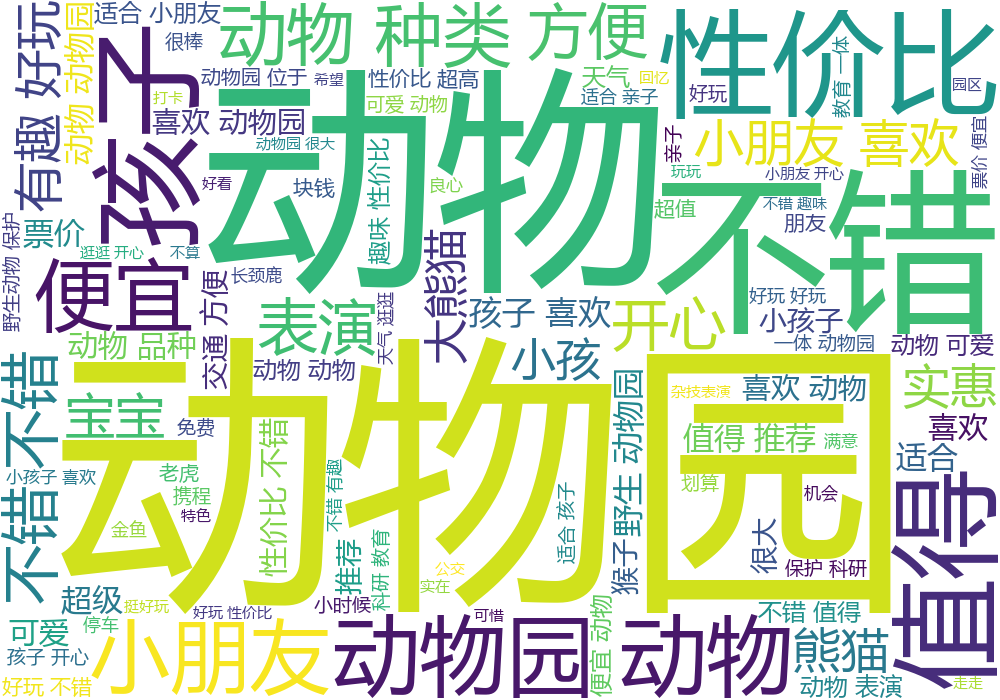 适合 小朋友
动物 种类 方便
性价比
好玩
有趣
动物园
动物
很棒
孩子
动物园 位于
希望
性价比 超高
天气
回忆
教育 一体
园区
打卡
喜欢 动物园
可爱 动物
适合 亲子
好玩
动物
不错
小朋友 喜欢
亲子
票价 便宜
动物园 很大
好看
块钱
趣味 性价比
良心
玩玩
小朋友 开心
超值
不错 趣味
朋友
野生动物 保护
票价
逛逛 开心
不算
便宜
长颈鹿
交通 方便
表演
天气 逛逛
大熊猫
孩子 喜欢
开心
好玩 好玩
小孩子
动物 品种
动物 动物
小孩
一体 动物园
动物 可爱
不错 不错
宝宝
免费
动物园
杂技表演
喜欢 动物
实惠
喜欢
值得 推荐
满意
适合
小孩子 喜欢
老虎
携程
特色
金鱼
性价比 不错
不错 有趣
推荐
科研 教育
公交
实在
适合 孩子
猴子
野生 动物园
划算
机会
很大
保护 科研
值得
超级
挺好玩
好玩 性价比
小时候
可惜
便宜 动物
不错 值得
可爱
停车
孩子 开心
好玩 不错
小朋友
动物园 动物
熊猫
动物 表演
走走